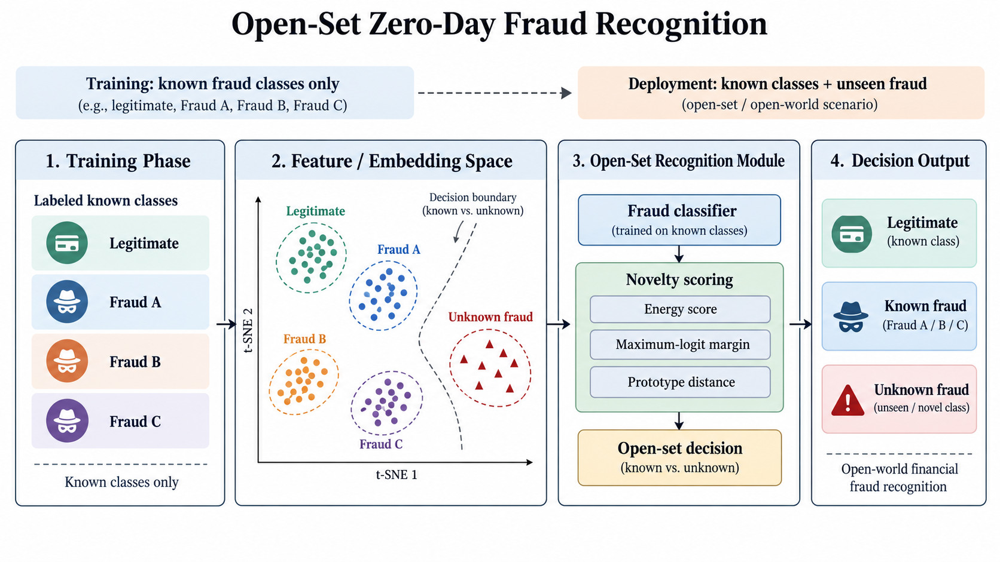 Open-Set Zero-Day Fraud Recognition
Training: known fraud classes only
(e.g., legitimate, Fraud A, Fraud B, Fraud C)
Deployment: known classes + unseen fraud
(open-set / open-world scenario)
1. Training Phase
Labeled known classes
Legitimate
Fraud A
Fraud B
Fraud C
Known classes only
2. Feature / Embedding Space
Decision boundary
(known vs. unknown)
Legitimate
Fraud A
Unknown fraud
Fraud B
Fraud C
t-SNE 2
t-SNE 1
3. Open-Set Recognition Module
Fraud classifier
(trained on known classes)
Novelty scoring
Energy score
Maximum-logit margin
Prototype distance
Open-set decision
(known vs. unknown)
4. Decision Output
Legitimate
(known class)
Known fraud
(Fraud A / B / C)
Unknown fraud
(unseen / novel class)
Open-world financial
fraud recognition